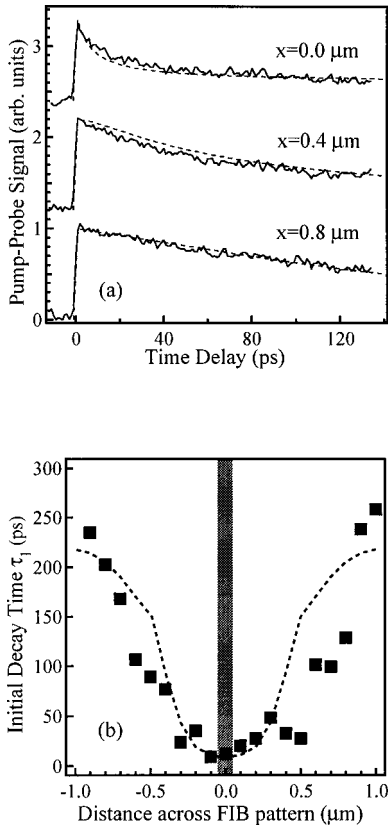 Pump-Probe Signal (arb. units)
3
2
1
0
x=0.0 μm
x=0.4 μm
x=0.8 μm
(a)
0 40 80 120
Time Delay (ps)
Initial Decay Time τ1 (ps)
300
250
200
150
100
50
0
(b)
-1.0 -0.5 0.0 0.5 1.0
Distance across FIB pattern (μm)